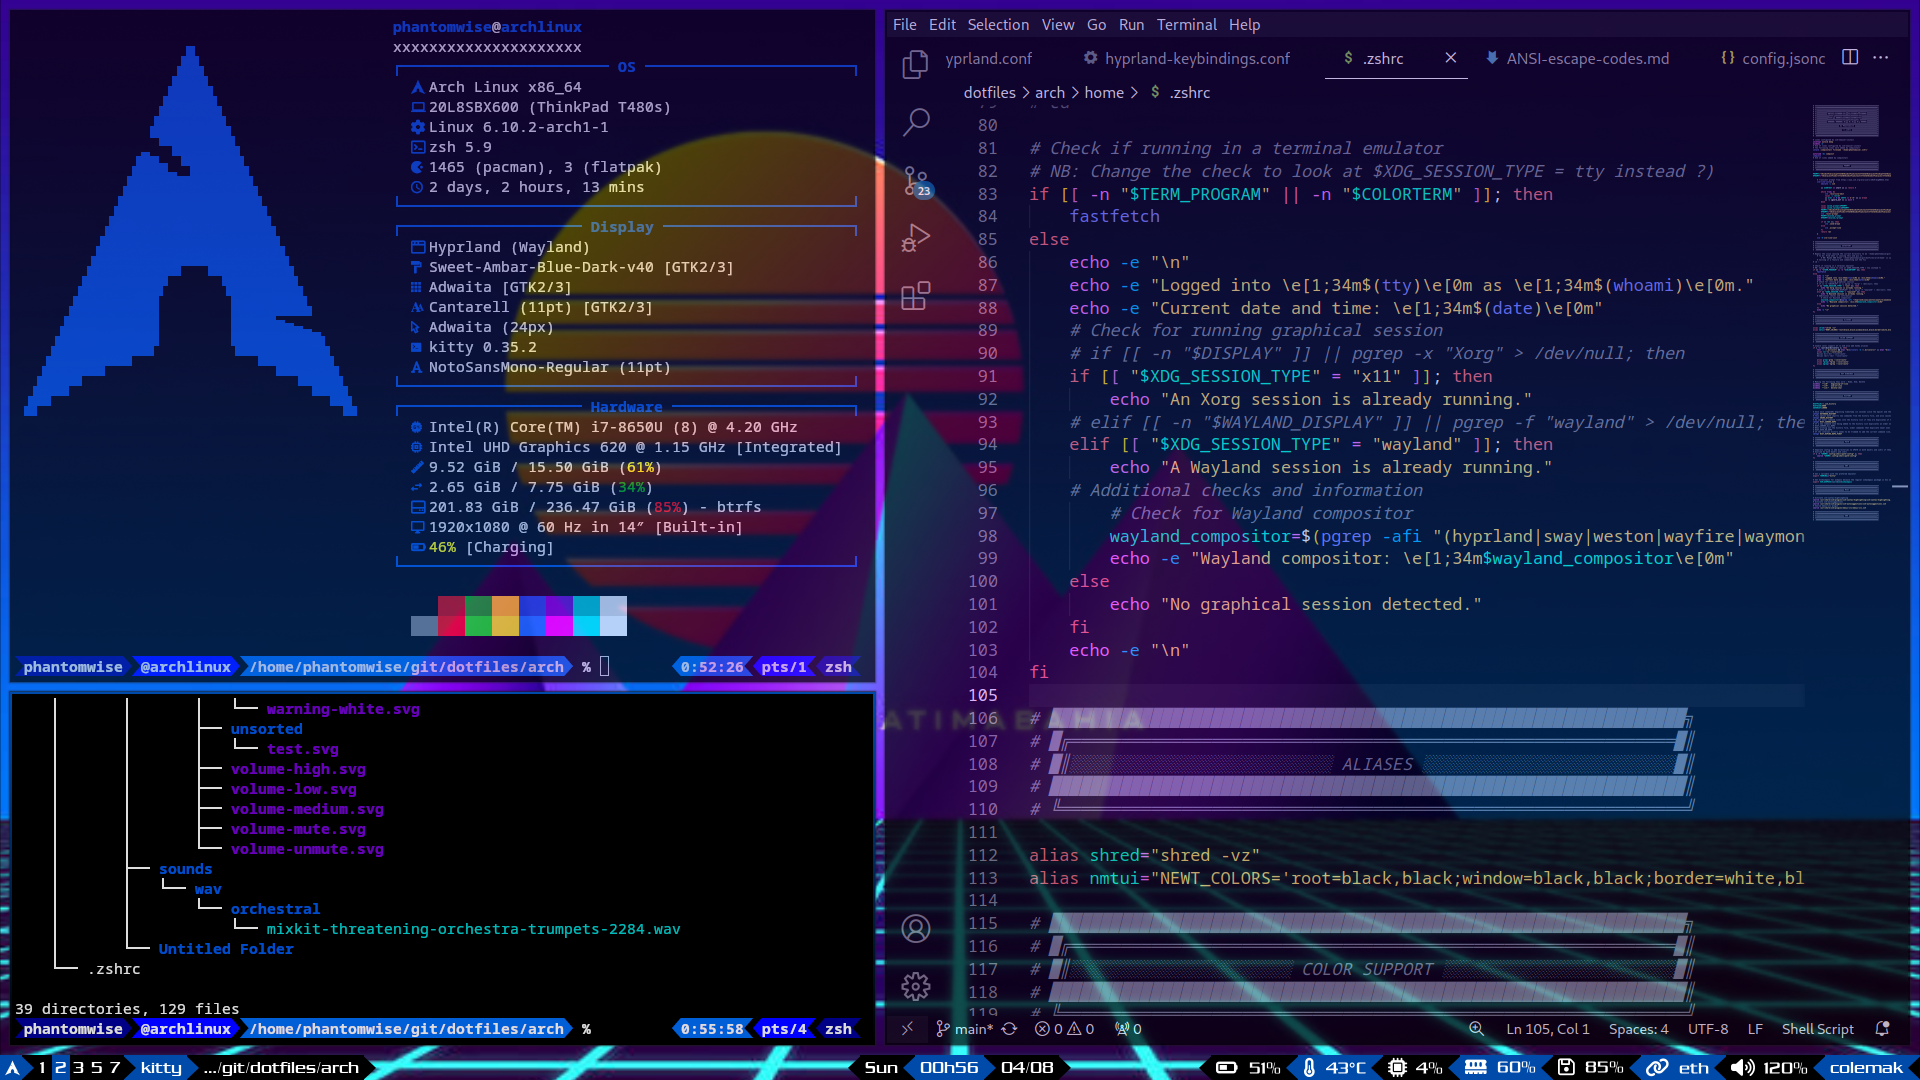 phantomwise@archlinux
xxxxxxxxxxxxxxxxxxxxx
OS
Arch Linux x86_64
20L8SBX600 (ThinkPad T480s)
Linux 6.10.2-arch1-1
zsh 5.9
1465 (pacman), 3 (flatpak)
2 days, 2 hours, 13 mins
Display
Hyprland (Wayland)
Sweet-Ambar-Blue-Dark-v40 [GTK2/3]
Adwaita [GTK2/3]
Cantarell (11pt) [GTK2/3]
Adwaita (24px)
kitty 0.35.2
NotoSansMono-Regular (11pt)
Hardware
Intel(R) Core(TM) i7-8650U (8) @ 4.20 GHz
Intel UHD Graphics 620 @ 1.15 GHz [Integrated]
9.52 GiB / 15.50 GiB (61%)
2.65 GiB / 7.75 GiB (34%)
201.83 GiB / 236.47 GiB (85%) - btrfs
1920x1080 @ 60 Hz in 14″ [Built-in]
46% [Charging]
phantomwise @archlinux /home/phantomwise/git/dotfiles/arch % 0:52:26 pts/1 zsh
warning-white.svg
unsorted
test.svg
volume-high.svg
volume-low.svg
volume-medium.svg
volume-mute.svg
volume-unmute.svg
sounds
wav
orchestral
mixkit-threatening-orchestra-trumpets-2284.wav
Untitled Folder
.zshrc
39 directories, 129 files
phantomwise @archlinux /home/phantomwise/git/dotfiles/arch % 0:55:58 pts/4 zsh
File Edit Selection View Go Run Terminal Help
yprland.conf hyprland-keybindings.conf $ .zshrc ANSI-escape-codes.md {} config.jsonc
dotfiles > arch > home > $ .zshrc
23
80
81 # Check if running in a terminal emulator
82 # NB: Change the check to look at $XDG_SESSION_TYPE = tty instead ?)
83 if [[ -n "$TERM_PROGRAM" || -n "$COLORTERM" ]]; then
84 fastfetch
85 else
86 echo -e "\n"
87 echo -e "Logged into \e[1;34m$(tty)\e[0m as \e[1;34m$(whoami)\e[0m."
88 echo -e "Current date and time: \e[1;34m$(date)\e[0m"
89 # Check for running graphical session
90 # if [[ -n "$DISPLAY" ]] || pgrep -x "Xorg" > /dev/null; then
91 if [[ "$XDG_SESSION_TYPE" = "x11" ]]; then
92 echo "An Xorg session is already running."
93 # elif [[ -n "$WAYLAND_DISPLAY" ]] || pgrep -f "wayland" > /dev/null; the
94 elif [[ "$XDG_SESSION_TYPE" = "wayland" ]]; then
95 echo "A Wayland session is already running."
96 # Additional checks and information
97 # Check for Wayland compositor
98 wayland_compositor=$(pgrep -afi "(hyprland|sway|weston|wayfire|waymon
99 echo -e "Wayland compositor: \e[1;34m$wayland_compositor\e[0m"
100 else
101 echo "No graphical session detected."
102 fi
103 echo -e "\n"
104 fi
105
106 #
107 #
108 # ALIASES
109 #
110 #
111
112 alias shred="shred -vz"
113 alias nmtui="NEWT_COLORS='root=black,black;window=black,black;border=white,bl
114
115 #
116 #
117 # COLOR SUPPORT
118 #
119 #
ATIMABAHIA
main* 0 0 0 Ln 105, Col 1 Spaces: 4 UTF-8 LF Shell Script
1 2 3 5 7 kitty .../git/dotfiles/arch Sun 00h56 04/08 51% 43°C 4% 60% 85% eth 120% colemak